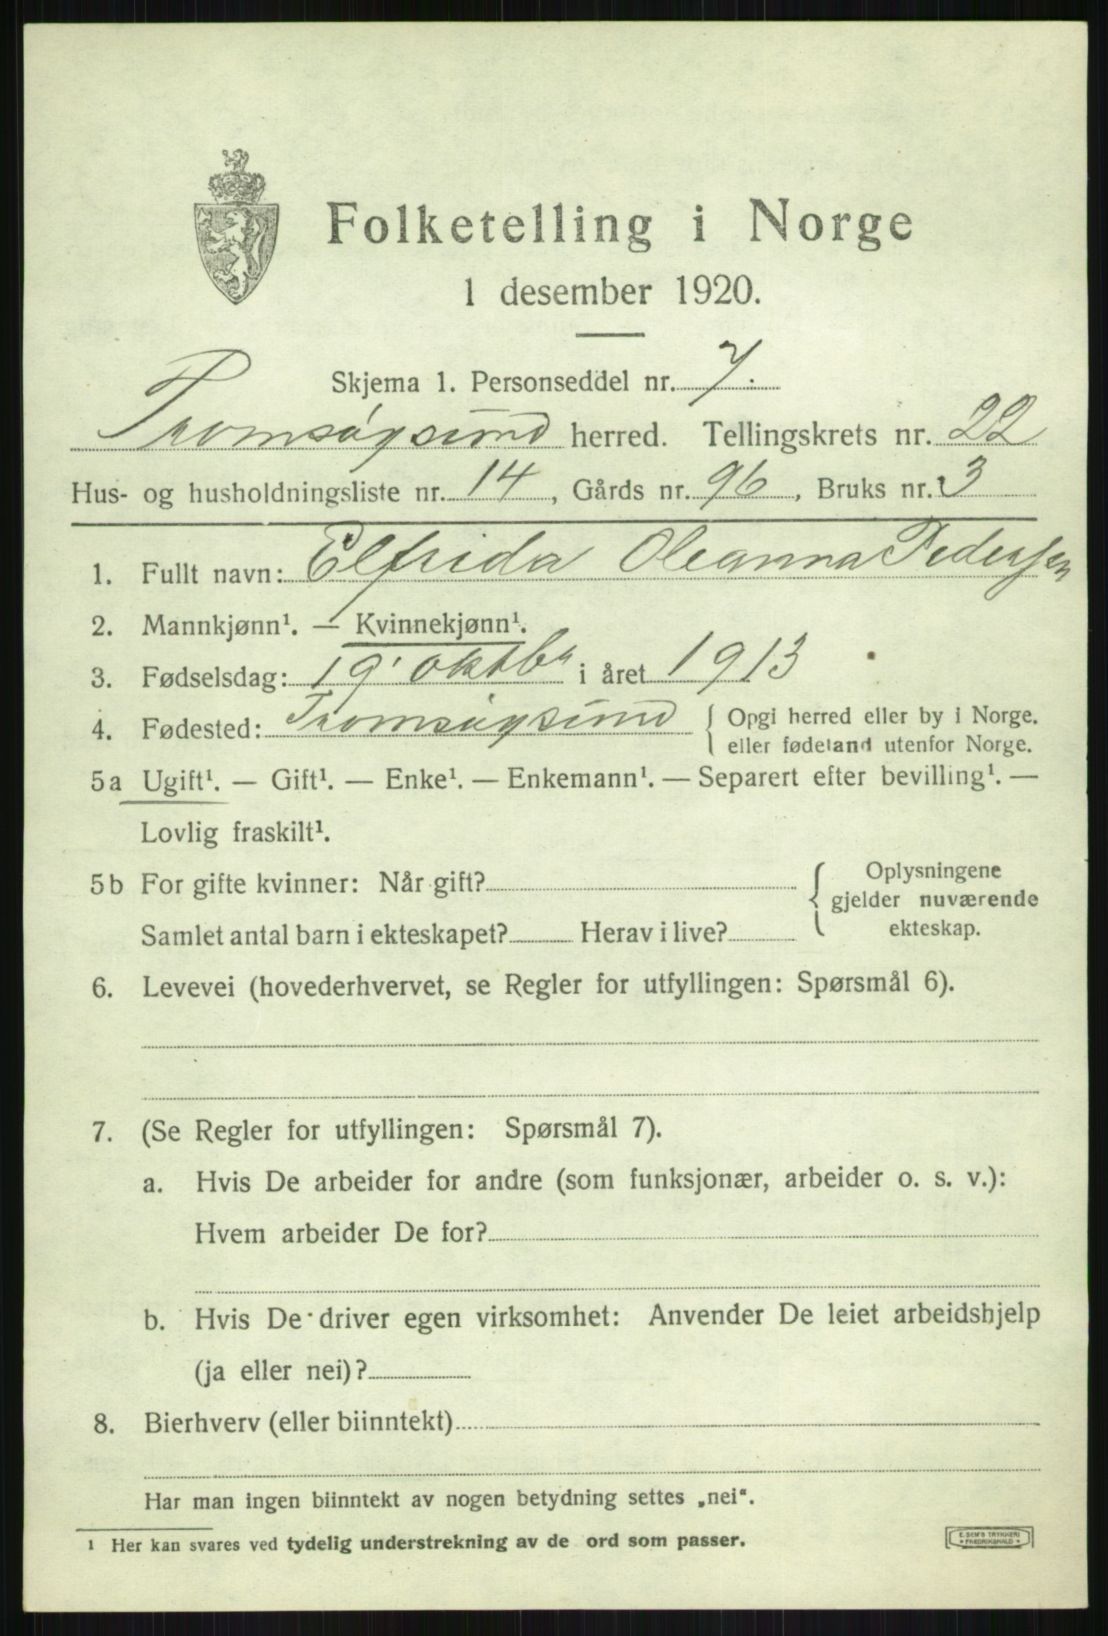 Folketelling i Norge
1 desember 1920.
Skjema 1. Personseddel nr. 7.
Tromsøysund herred. Tellingskrets nr. 22
Hus- og husholdningsliste nr. 14, Gårds nr. 96, Bruks nr. 3
1. Fullt navn: Elfrida Oleanna Pedersen
2. Mannkjønn¹. — Kvinnekjønn¹.
3. Fødselsdag: 19' oktbr i året 1913
4. Fødested: Tromsøysund { Opgi herred eller by i Norge.
eller fødeland utenfor Norge.
5a Ugift¹. — Gift¹. — Enke¹. — Enkemann¹. — Separert efter bevilling¹. —
Lovlig fraskilt¹.
5b For gifte kvinner: Når gift? { Oplysningene
gjelder nuværende
Samlet antal barn i ekteskapet? Herav i live? ekteskap.
6. Levevei (hovederhvervet, se Regler for utfyllingen: Spørsmål 6).
7. (Se Regler for utfyllingen: Spørsmål 7).
a. Hvis De arbeider for andre (som funksjonær, arbeider o. s. v.):
Hvem arbeider De for?
b. Hvis De driver egen virksomhet: Anvender De leiet arbeidshjelp
(ja eller nei)?
8. Bierhverv (eller biinntekt)
Har man ingen biinntekt av nogen betydning settes „nei“.
¹ Her kan svares ved tydelig understrekning av de ord som passer.
E. SEM'S TRYKKERI
FREDRIKSHALD